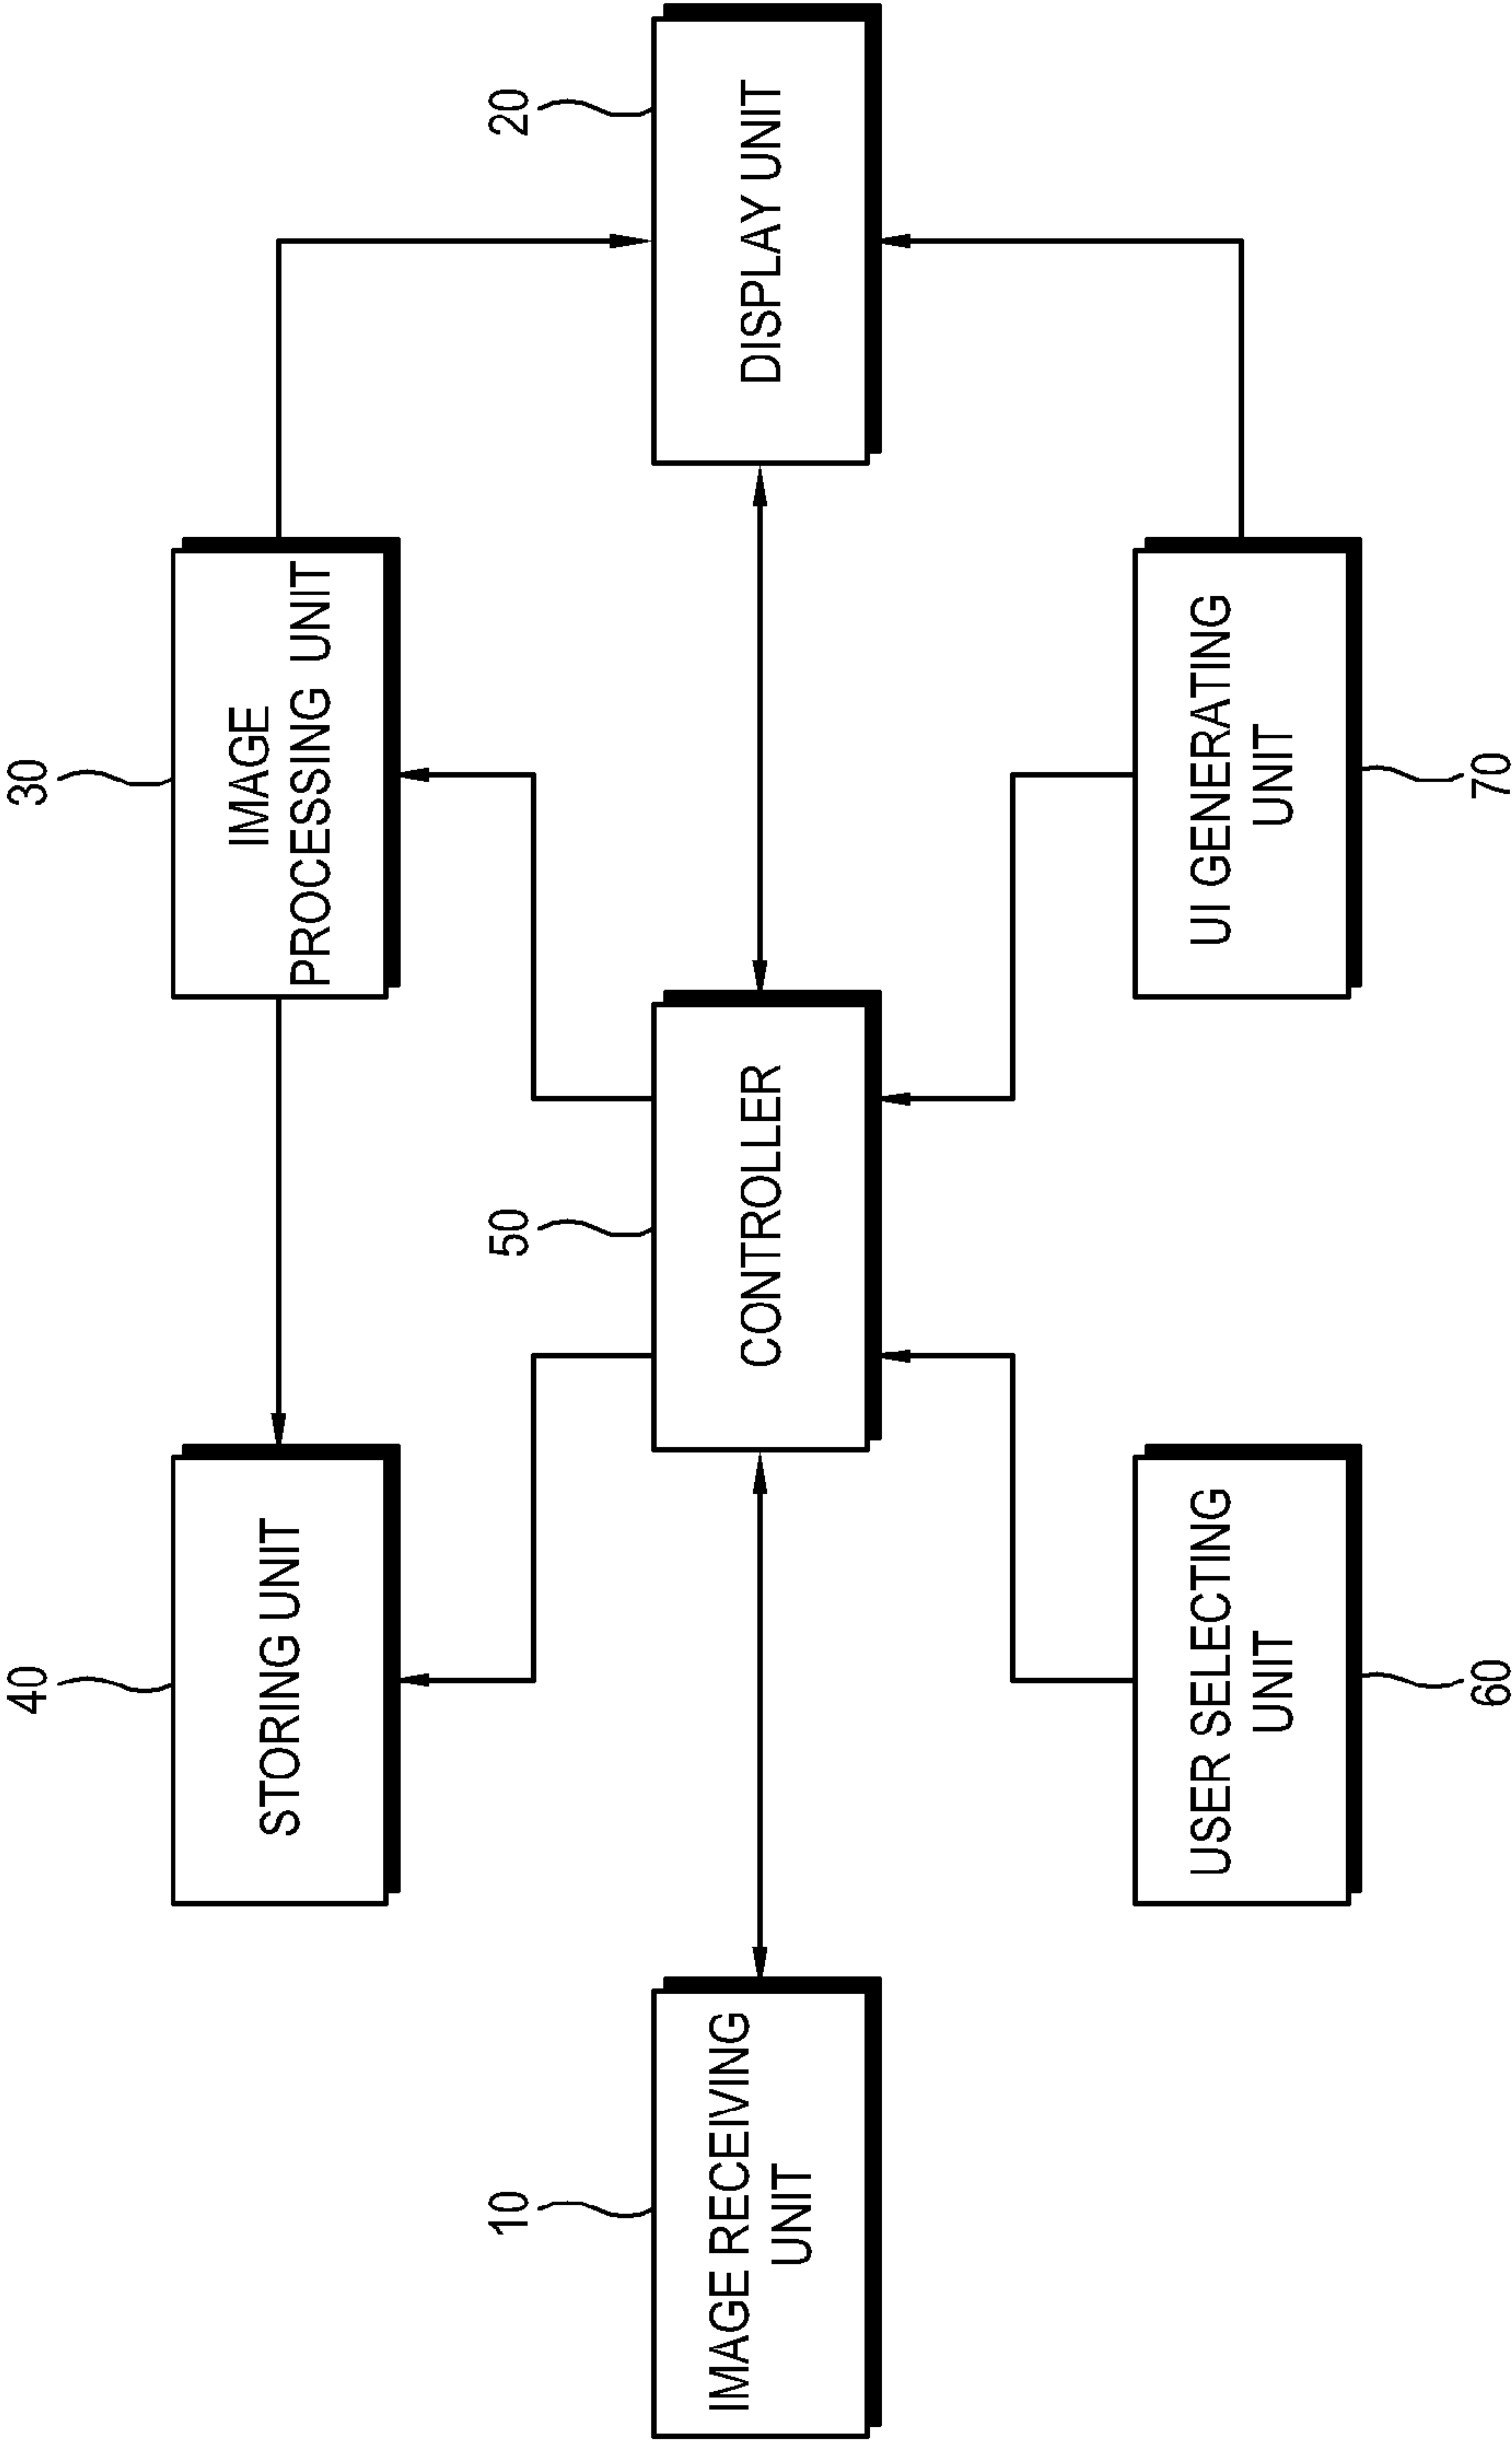 40
STORING UNIT
30
IMAGE
PROCESSING UNIT
10
IMAGE RECEIVING
UNIT
50
CONTROLLER
20
DISPLAY UNIT
USER SELECTING
UNIT
60
UI GENERATING
UNIT
70